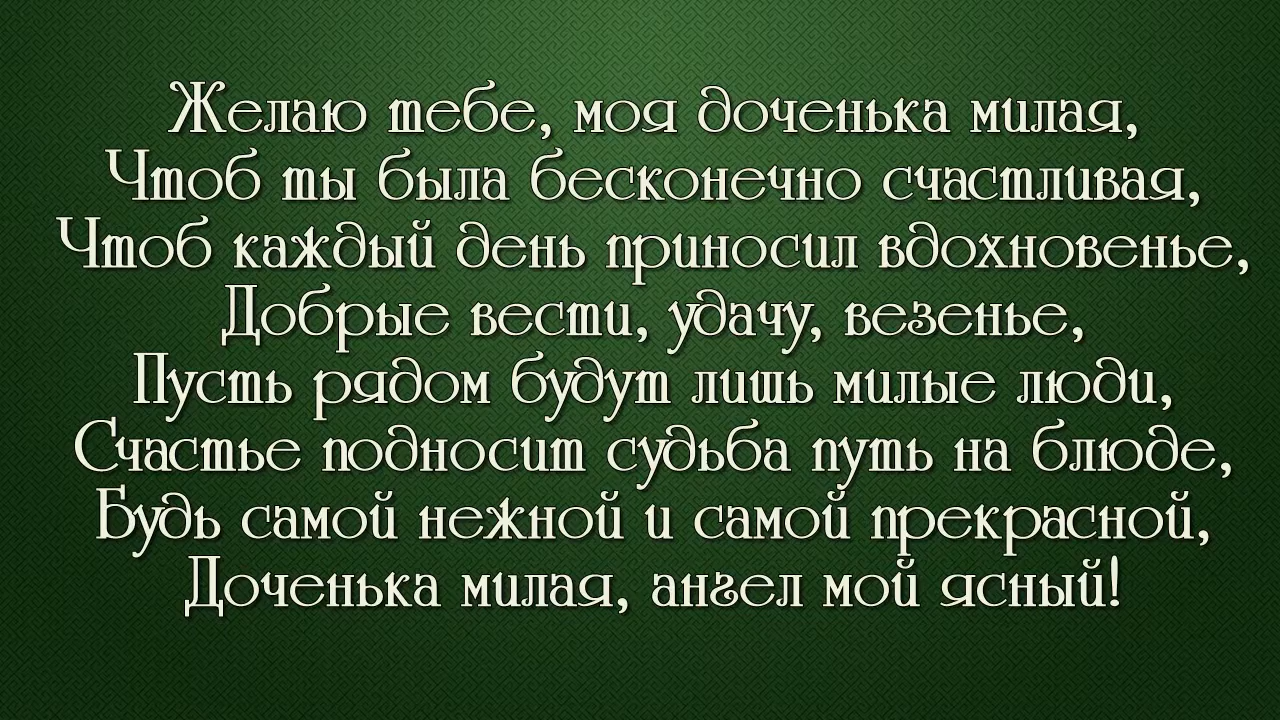 Желаю тебе, моя доченька милая,
Чтоб ты была бесконечно счастливая,
Чтоб каждый день приносил вдохновенье,
Добрые вести, удачу, везенье,
Пусть рядом будут лишь милые люди,
Счастье подносит судьба путь на блюде,
Будь самой нежной и самой прекрасной,
Доченька милая, ангел мой ясный!